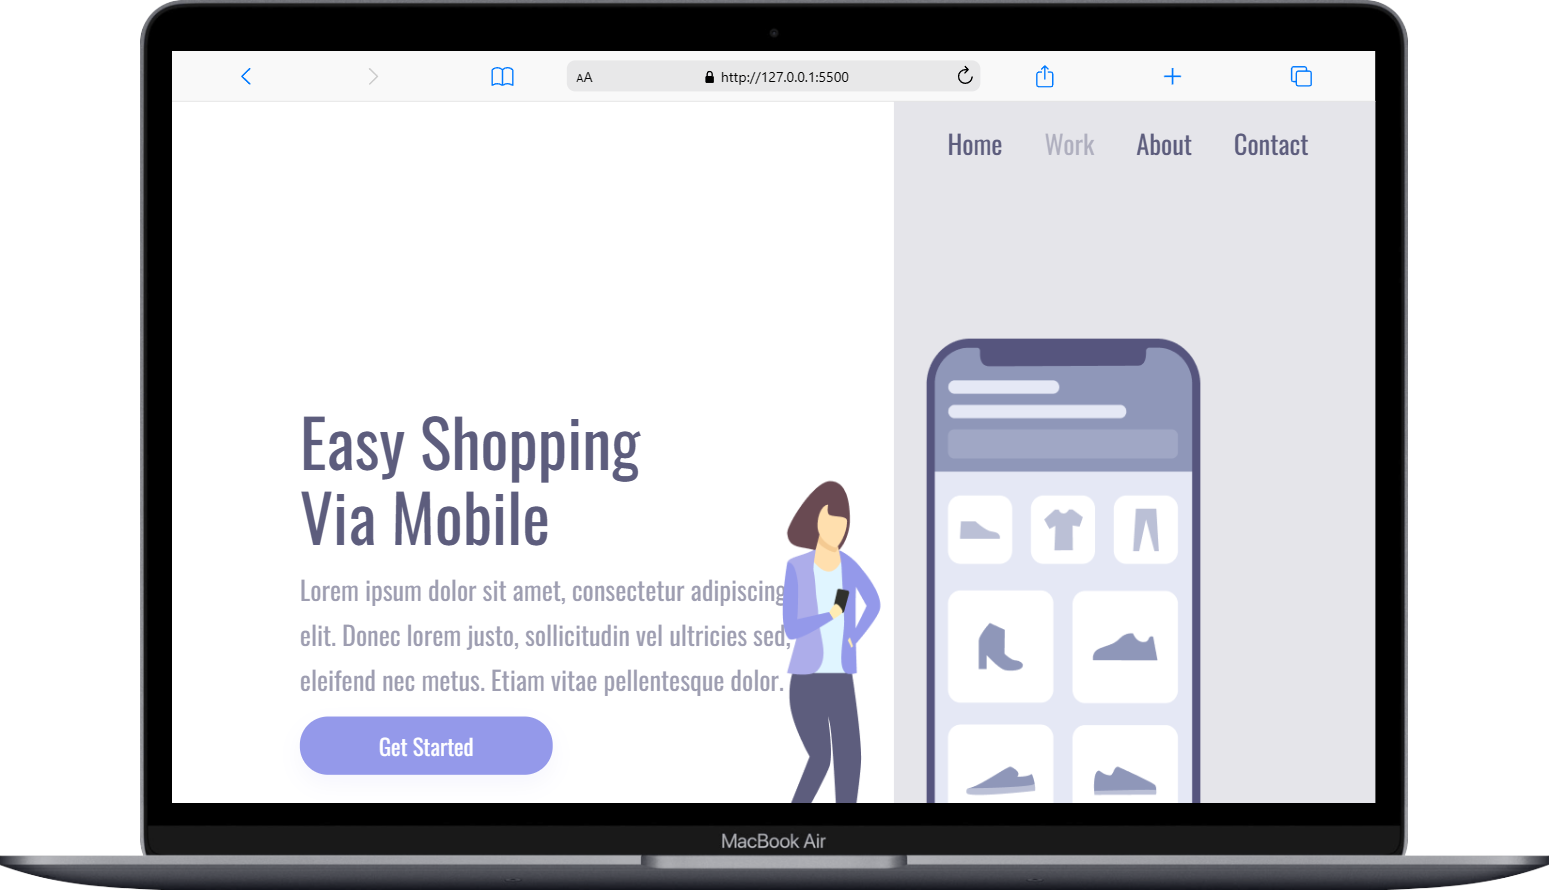 AA
http://127.0.0.1:5500
Home Work About Contact
Easy Shopping
Via Mobile
Lorem ipsum dolor sit amet, consectetur adipiscing
elit. Donec lorem justo, sollicitudin vel ultricies sed,
eleifend nec metus. Etiam vitae pellentesque dolor.
Get Started
MacBook Air